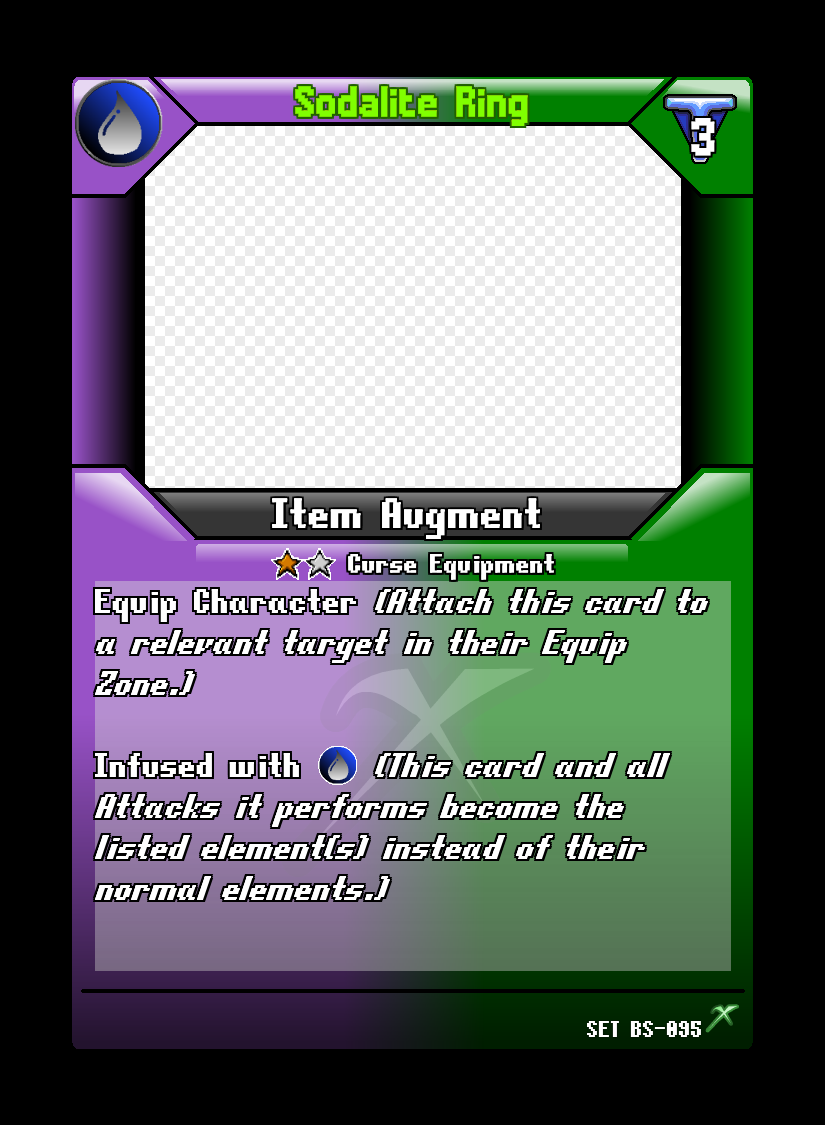 Sodalite Ring
3
Item Augment
Curse Equipment
Equip Character (Attach this card to
a relevant target in their Equip
Zone.)
Infused with (This card and all
Attacks it performs become the
listed element(s) instead of their
normal elements.)
SET BS-095